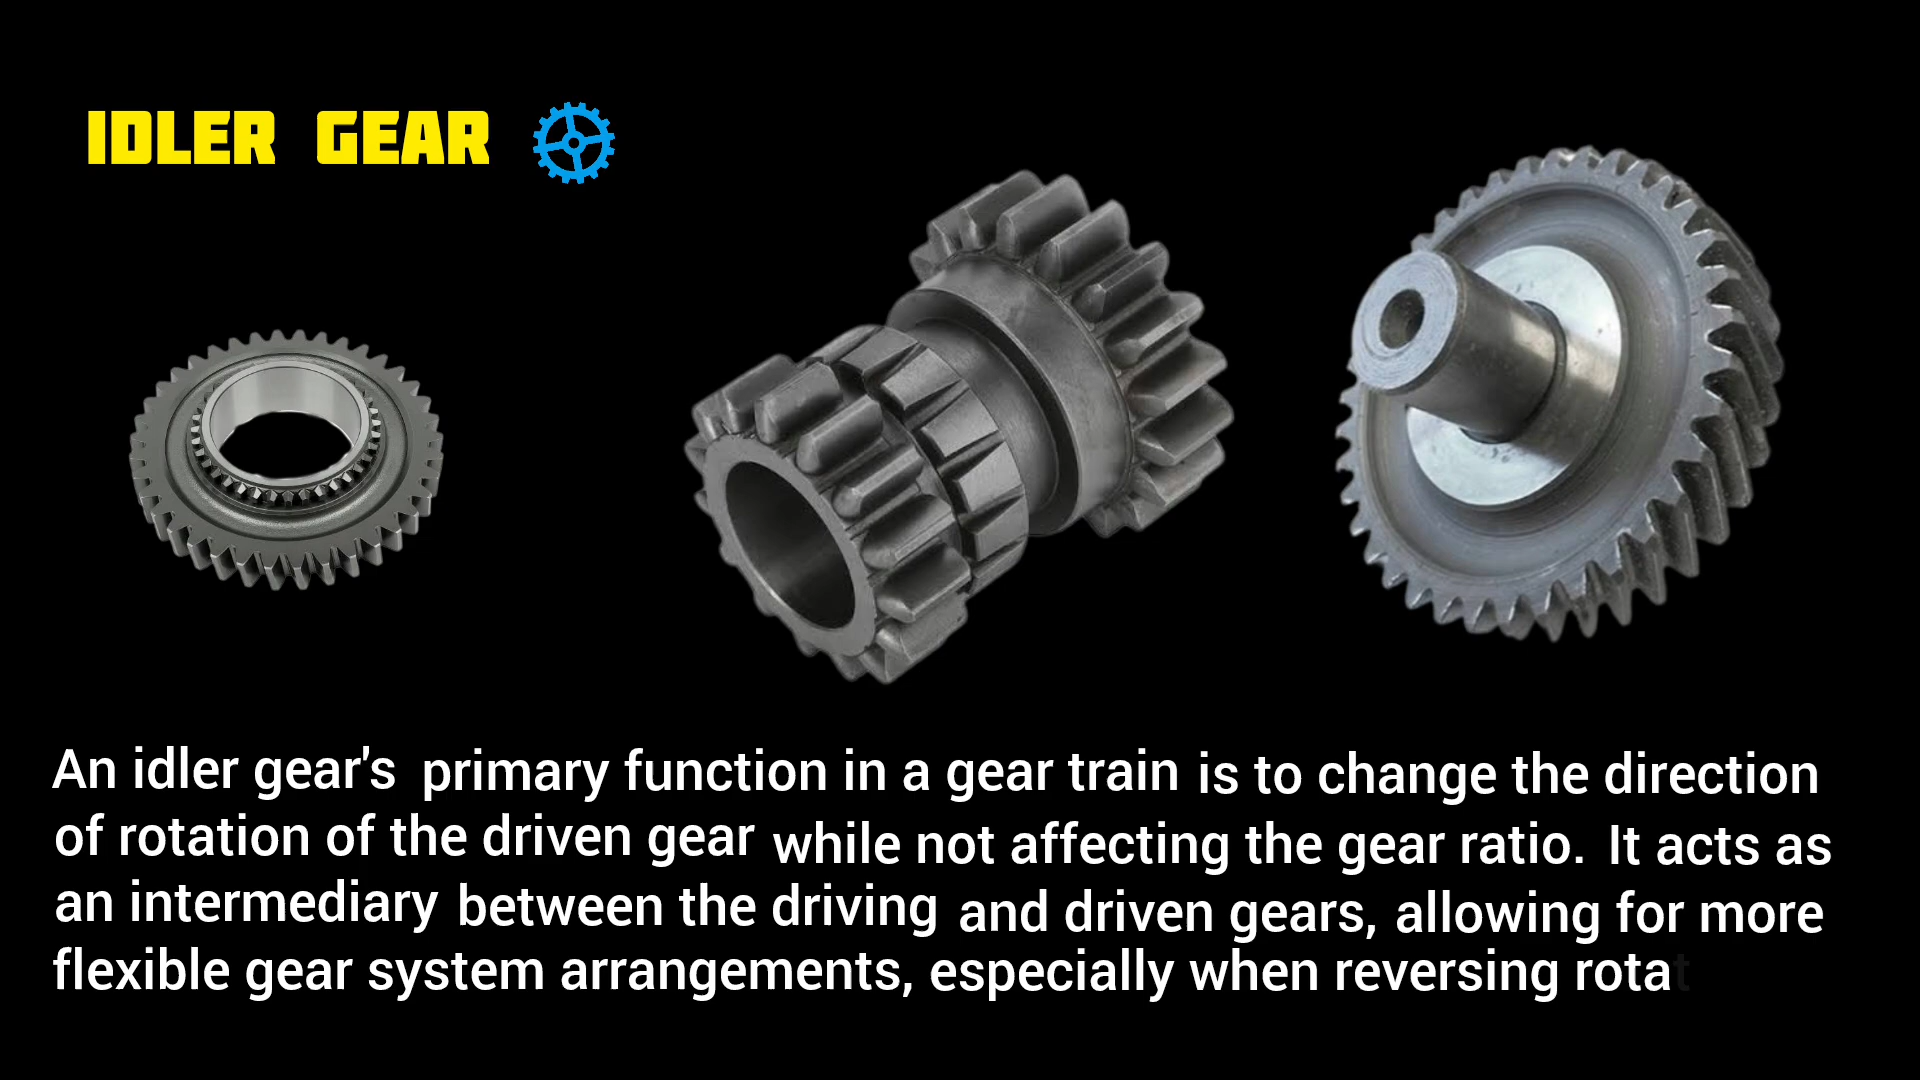 IDLER GEAR
An idler gear's primary function in a gear train is to change the direction
of rotation of the driven gear while not affecting the gear ratio. It acts as
an intermediary between the driving and driven gears, allowing for more
flexible gear system arrangements, especially when reversing rotat